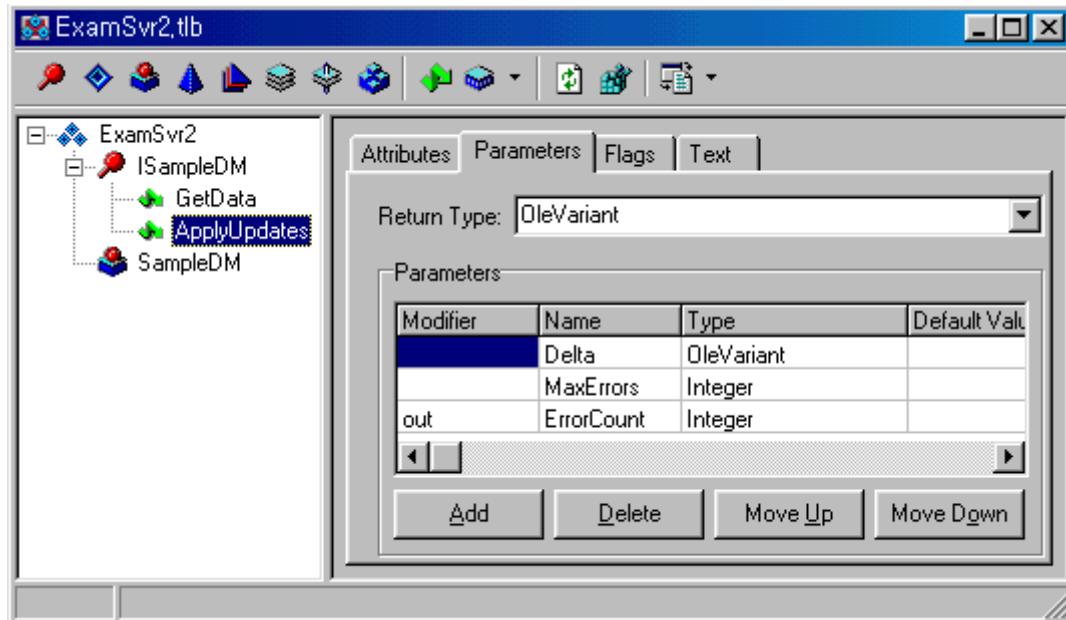 ExamSvr2,tlb
ExamSvr2
ISampleDM
GetData
ApplyUpdates
SampleDM
Attributes Parameters Flags Text
Return Type: OleVariant
Parameters
Modifier Name Type Default Valu
Delta OleVariant
MaxErrors Integer
out ErrorCount Integer
Add Delete Move Up Move Down